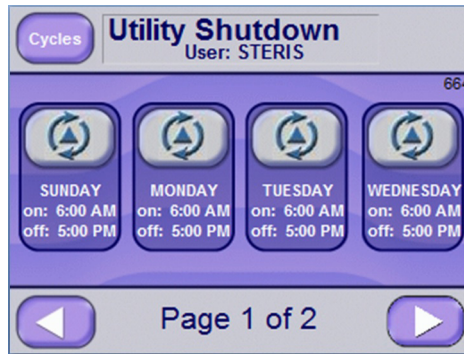 Cycles
Utility Shutdown
User: STERIS
664
SUNDAY
on: 6:00 AM
off: 5:00 PM
MONDAY
on: 6:00 AM
off: 5:00 PM
TUESDAY
on: 6:00 AM
off: 5:00 PM
WEDNESDAY
on: 6:00 AM
off: 5:00 PM
Page 1 of 2